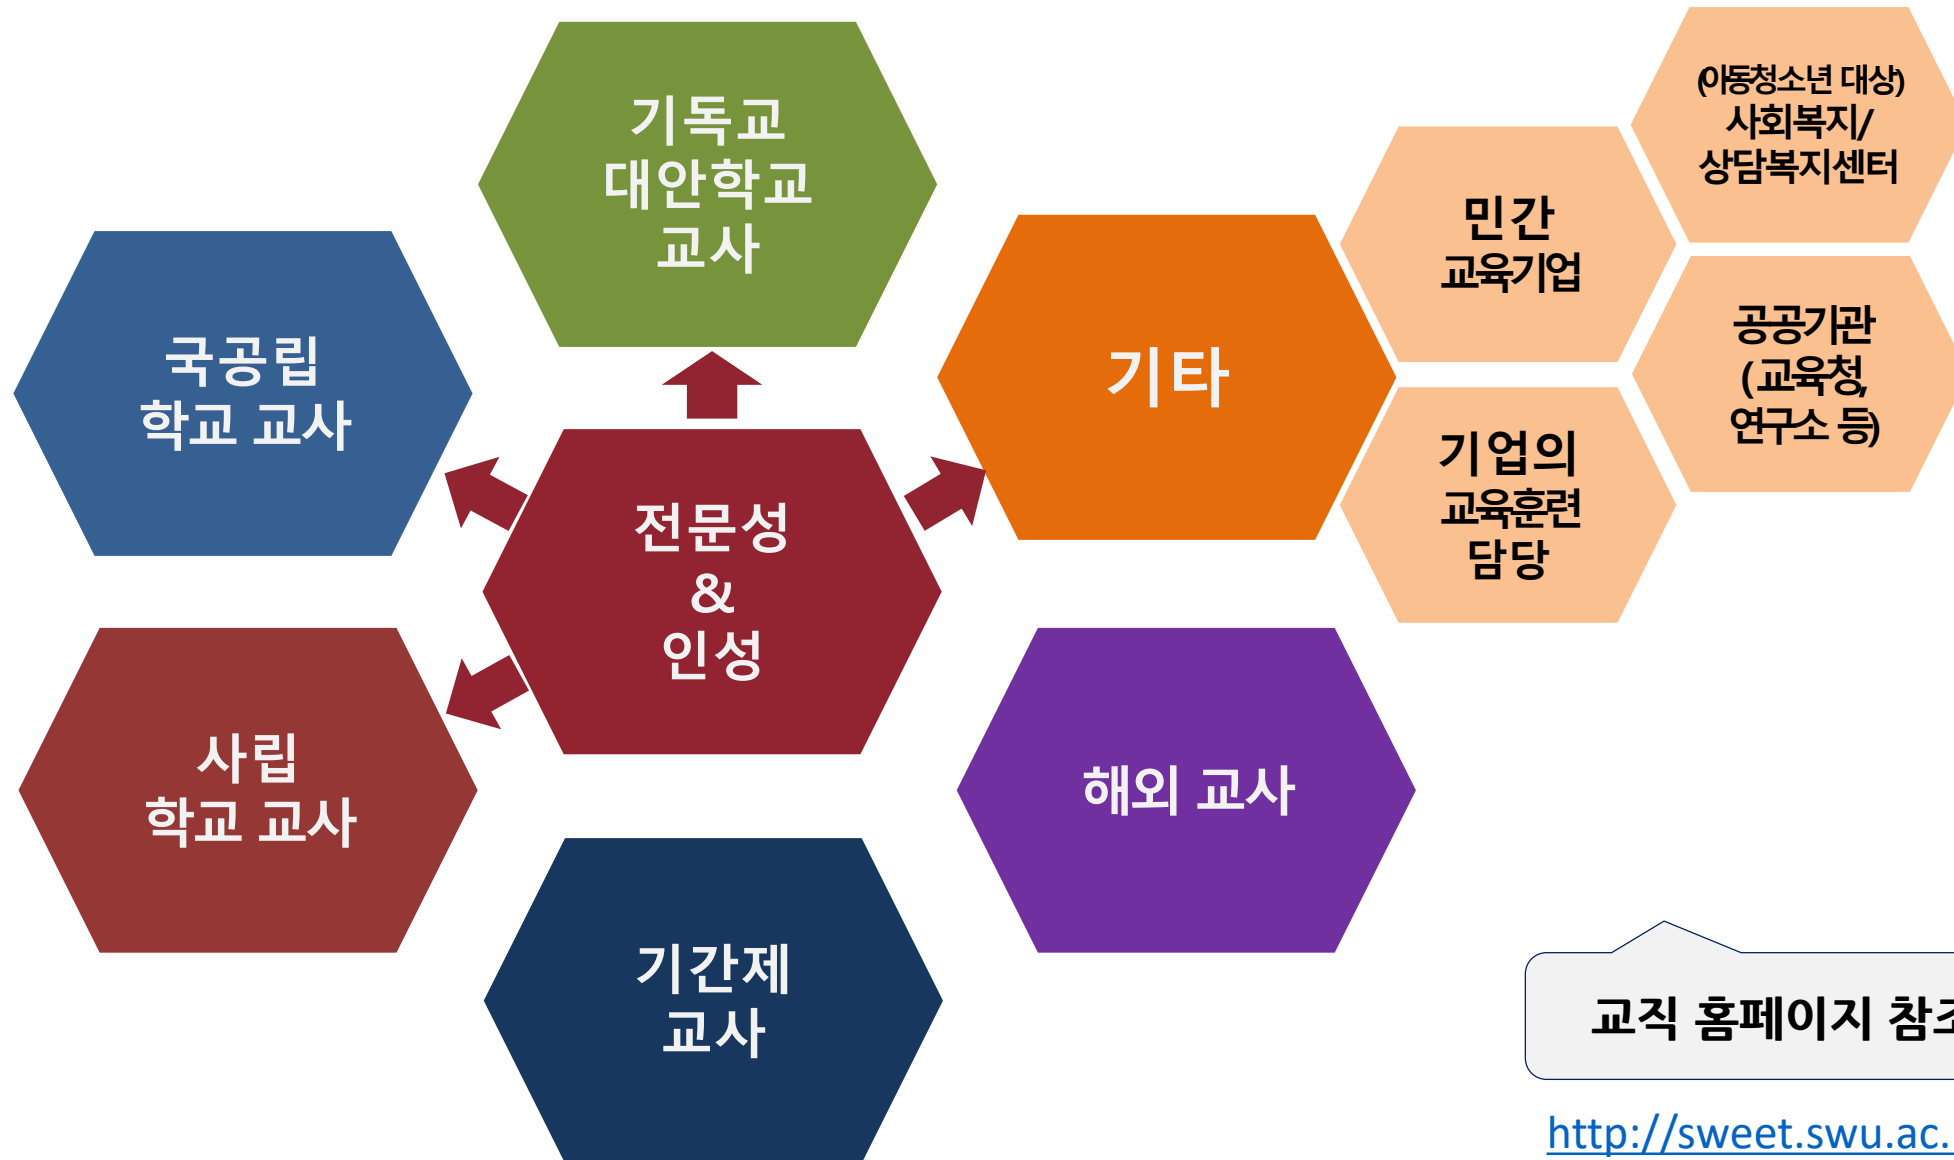 기독교
대안학교
교사
국공립
학교 교사
전문성
&
인성
사립
학교 교사
기간제
교사
기타
해외 교사
민간
교육기업
기업의
교육훈련
담당
(아동청소년 대상)
사회복지/
상담복지센터
공공기관
(교육청,
연구소 등)
교직 홈페이지
http://sweet.swu.ac.